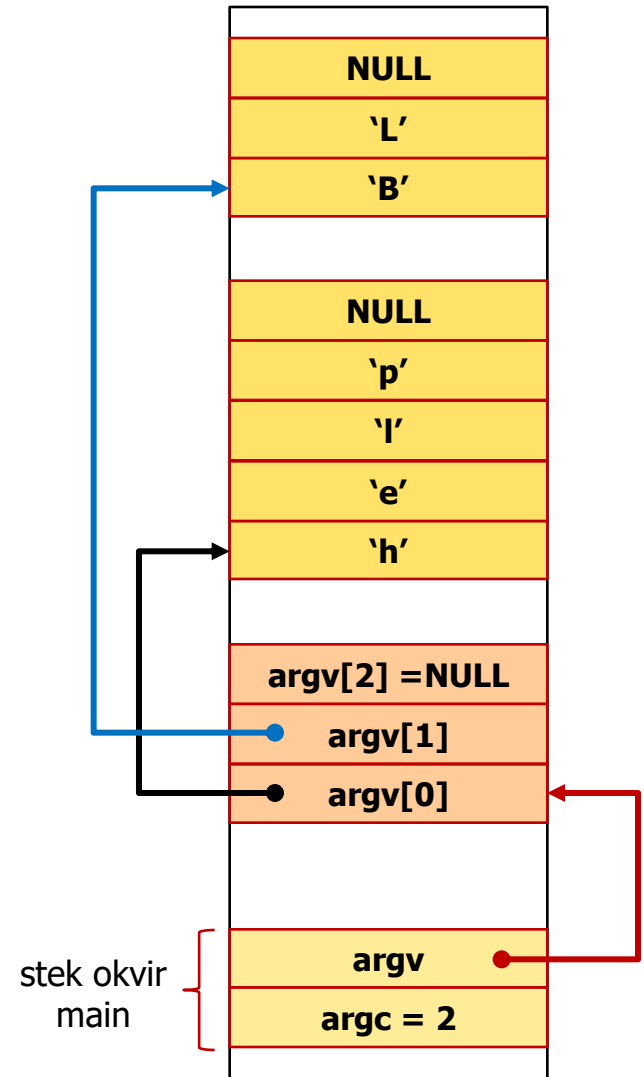 NULL
‘L’
‘B’
NULL
‘p’
‘l’
‘e’
‘h’
argv[2] =NULL
argv[1]
argv[0]
stek okvir
main
argv
argc = 2